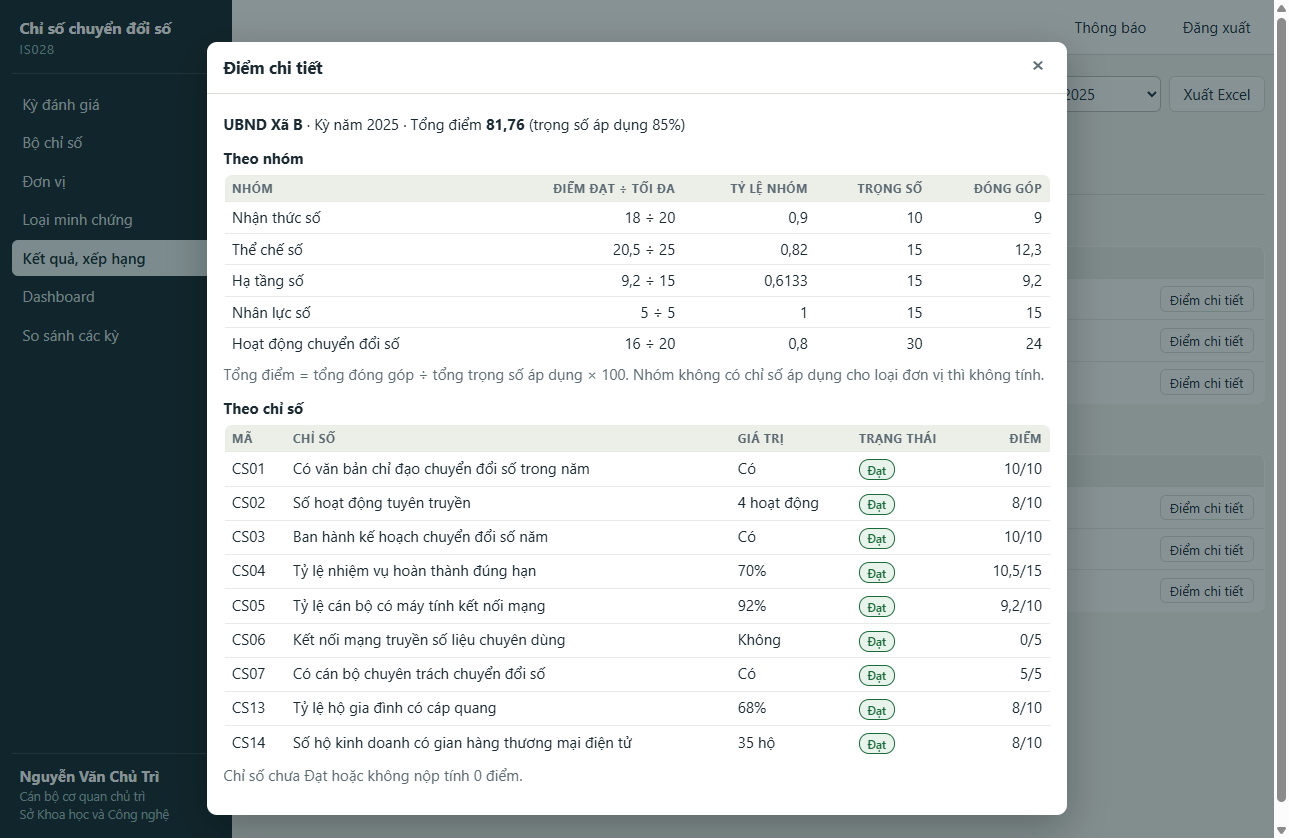 Chỉ số chuyển đổi số
IS028
Kỳ đánh giá
Bộ chỉ số
Đơn vị
Loại minh chứng
Kết quả, xếp hạng
Dashboard
So sánh các kỳ
Nguyễn Văn Chủ Trì
Cán bộ cơ quan chủ trì
Sở Khoa học và Công nghệ
Thông báo Đăng xuất
2025 Xuất Excel
Điểm chi tiết ×
UBND Xã B · Kỳ năm 2025 · Tổng điểm 81,76 (trọng số áp dụng 85%)
Theo nhóm
NHÓM ĐIỂM ĐẠT ÷ TỐI ĐA TỶ LỆ NHÓM TRỌNG SỐ ĐÓNG GÓP
Nhận thức số 18 ÷ 20 0,9 10 9
Thể chế số 20,5 ÷ 25 0,82 15 12,3
Hạ tầng số 9,2 ÷ 15 0,6133 15 9,2
Nhân lực số 5 ÷ 5 1 15 15
Hoạt động chuyển đổi số 16 ÷ 20 0,8 30 24
Tổng điểm = tổng đóng góp ÷ tổng trọng số áp dụng × 100. Nhóm không có chỉ số áp dụng cho loại đơn vị thì không tính.
Theo chỉ số
MÃ CHỈ SỐ GIÁ TRỊ TRẠNG THÁI ĐIỂM
CS01 Có văn bản chỉ đạo chuyển đổi số trong năm Có Đạt 10/10
CS02 Số hoạt động tuyên truyền 4 hoạt động Đạt 8/10
CS03 Ban hành kế hoạch chuyển đổi số năm Có Đạt 10/10
CS04 Tỷ lệ nhiệm vụ hoàn thành đúng hạn 70% Đạt 10,5/15
CS05 Tỷ lệ cán bộ có máy tính kết nối mạng 92% Đạt 9,2/10
CS06 Kết nối mạng truyền số liệu chuyên dùng Không Đạt 0/5
CS07 Có cán bộ chuyên trách chuyển đổi số Có Đạt 5/5
CS13 Tỷ lệ hộ gia đình có cáp quang 68% Đạt 8/10
CS14 Số hộ kinh doanh có gian hàng thương mại điện tử 35 hộ Đạt 8/10
Chỉ số chưa Đạt hoặc không nộp tính 0 điểm.
Điểm chi tiết
Điểm chi tiết
Điểm chi tiết
Điểm chi tiết
Điểm chi tiết
Điểm chi tiết